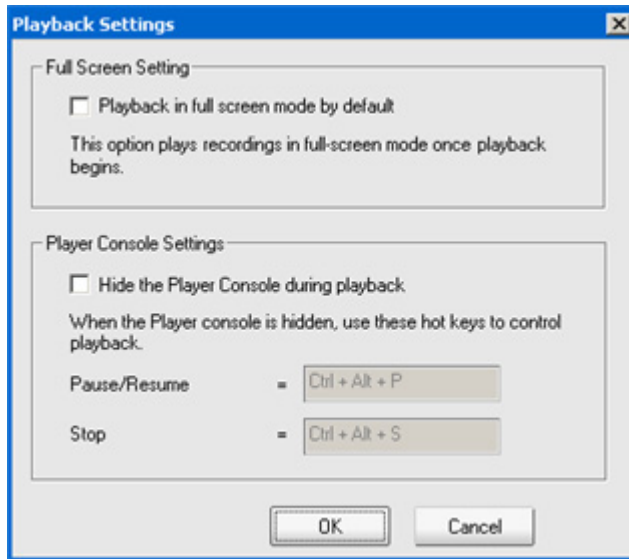 Playback Settings
Full Screen Setting
Playback in full screen mode by default
This option plays recordings in full-screen mode once playback
begins.
Player Console Settings
Hide the Player Console during playback
When the Player console is hidden, use these hot keys to control
playback.
Pause/Resume = Ctrl + Alt + P
Stop = Ctrl + Alt + S
OK Cancel